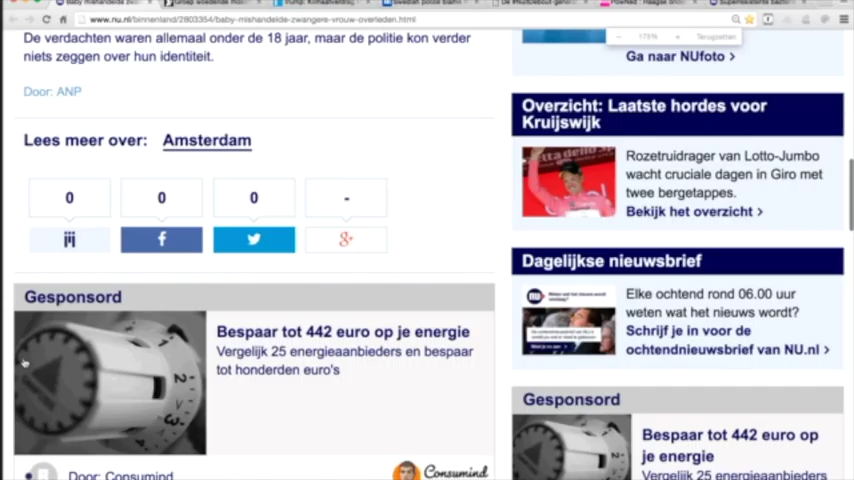 Baby mishandelde zwangere
www.nu.nl/binnenland/2803354/baby-mishandelde-zwangere-vrouw-overleden.html
175%
De verdachten waren allemaal onder de 18 jaar, maar de politie kon verder
niets zeggen over hun identiteit.
Door: ANP
Lees meer over: Amsterdam
0 0 0 -
Gesponsord
Bespaar tot 442 euro op je energie
Vergelijk 25 energieaanbieders en bespaar
tot honderden euro's
Door: Consumind
Consumind
Ga naar NUfoto >
Overzicht: Laatste hordes voor
Kruijswijk
Rozetruidrager van Lotto-Jumbo
wacht cruciale dagen in Giro met
twee bergetappes.
Bekijk het overzicht >
Dagelijkse nieuwsbrief
Elke ochtend rond 06.00 uur
weten wat het nieuws wordt?
Schrijf je in voor de
ochtendnieuwsbrief van NU.nl >
Gesponsord
Bespaar tot 442 euro op
je energie
Vergelijk 25 energieaanbieders